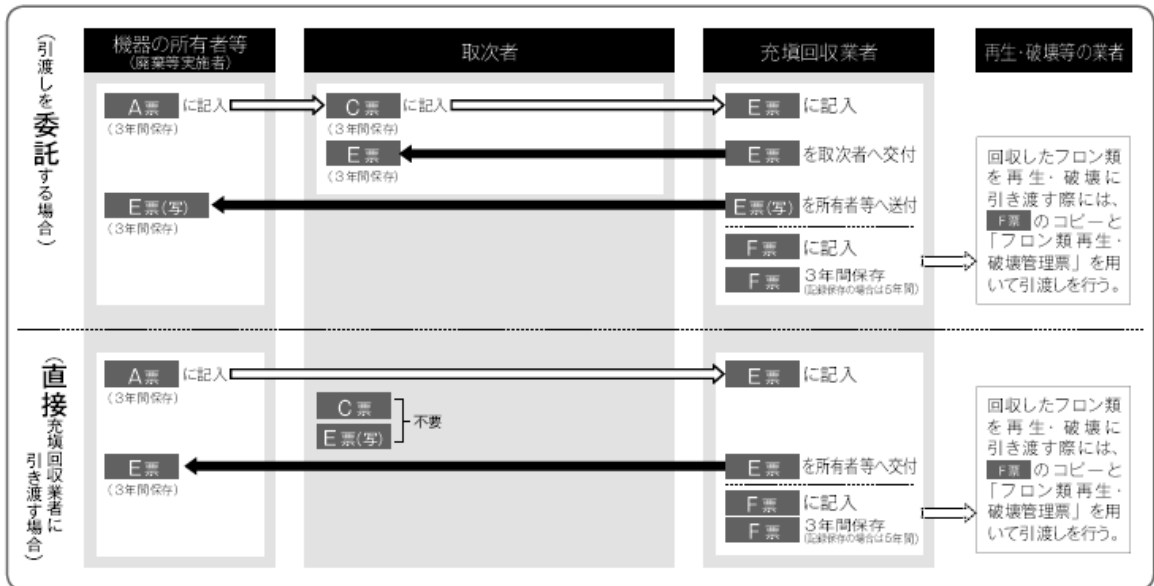 機器の所有者等
(廃棄等実施者)
取次者
充填回収業者
再生・破壊等の業者
(引渡しを委託する場合)
A票 に記入
(3年間保存)
C票 に記入
(3年間保存)
E票 に記入
E票
(3年間保存)
E票 を取次者へ交付
E票(写)
(3年間保存)
E票(写) を所有者等へ送付
F票 に記入
F票 3年間保存
(記録保存の場合は5年間)
回収したフロン類
を再生・破壊に
引き渡す際には、
F票 のコピーと
「フロン類再生・
破壊管理票」を用
いて引渡しを行う。
(直接充填回収業者に
引き渡す場合)
A票 に記入
(3年間保存)
E票 に記入
C票
E票(写)
不要
E票
(3年間保存)
E票 を所有者等へ交付
F票 に記入
F票 3年間保存
(記録保存の場合は5年間)
回収したフロン類
を再生・破壊に
引き渡す際には、
F票 のコピーと
「フロン類再生・
破壊管理票」を用
いて引渡しを行う。